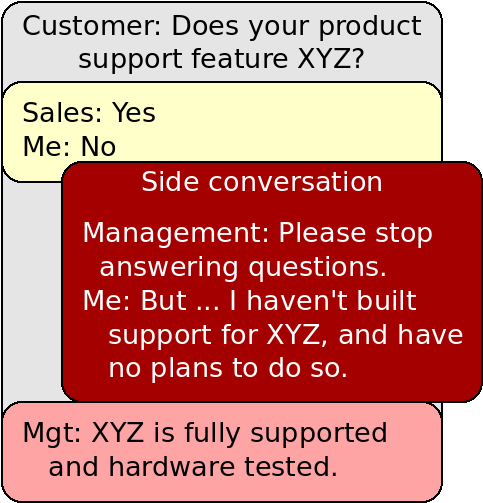 Customer: Does your product
support feature XYZ?
Sales: Yes
Me: No
Side conversation
Management: Please stop
answering questions.
Me: But ... I haven't built
support for XYZ, and have
no plans to do so.
Mgt: XYZ is fully supported
and hardware tested.